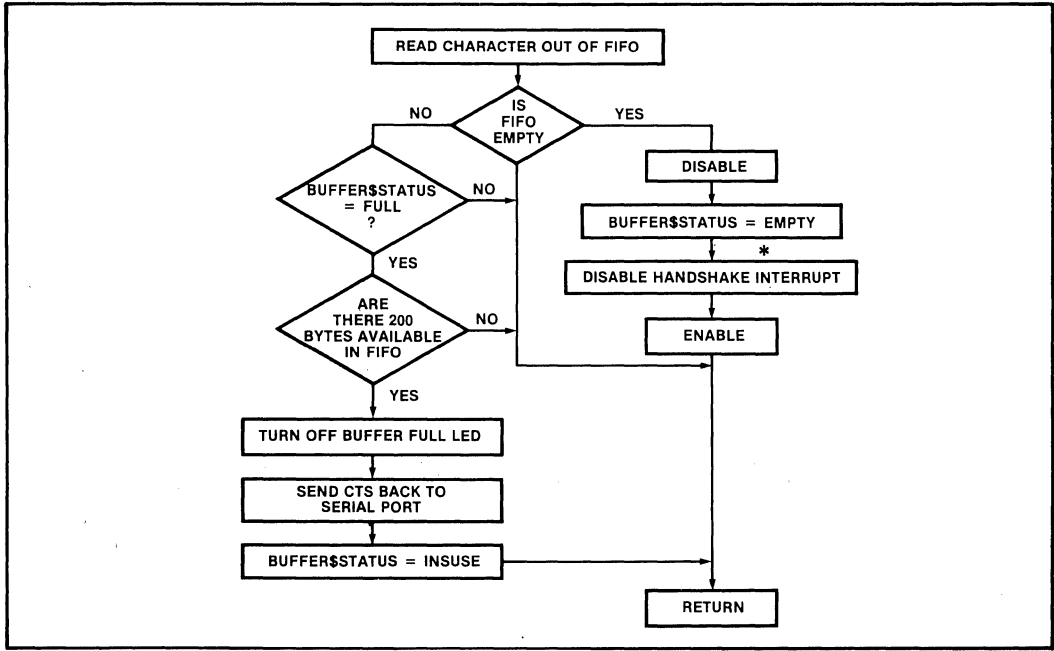 READ CHARACTER OUT OF FIFO
NO
IS
FIFO
EMPTY
YES
DISABLE
BUFFER$STATUS
= FULL
?
NO
BUFFER$STATUS = EMPTY
*
YES
DISABLE HANDSHAKE INTERRUPT
ARE
THERE 200
BYTES AVAILABLE
IN FIFO
NO
ENABLE
YES
TURN OFF BUFFER FULL LED
SEND CTS BACK TO
SERIAL PORT
BUFFER$STATUS = INSUSE
RETURN